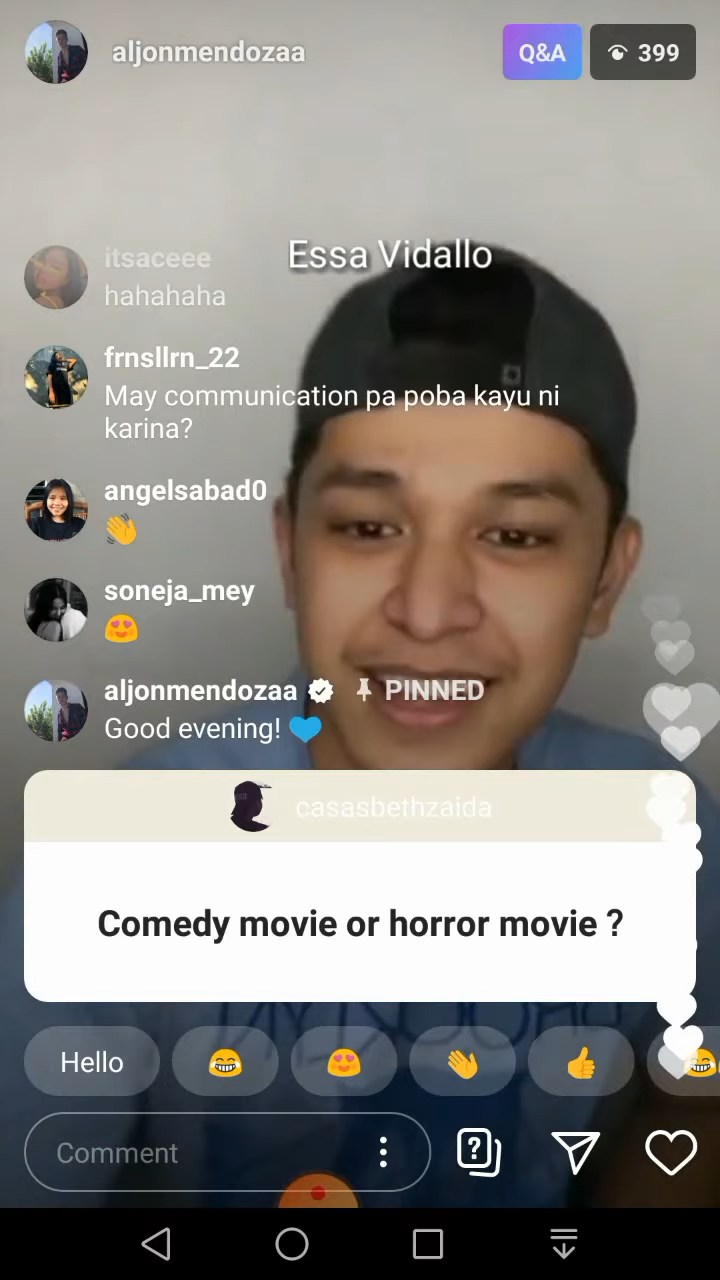 aljonmendozaa
Q&A
399
Essa Vidallo
itsaceee
hahahaha
frnsllrn_22
May communication pa poba kayu ni
karina?
angelsabad0
👋
soneja_mey
😍
aljonmendozaa PINNED
Good evening! 💙
casasbethzaida
Comedy movie or horror movie ?
Hello 😂 😍 👋 👍 😂
Comment